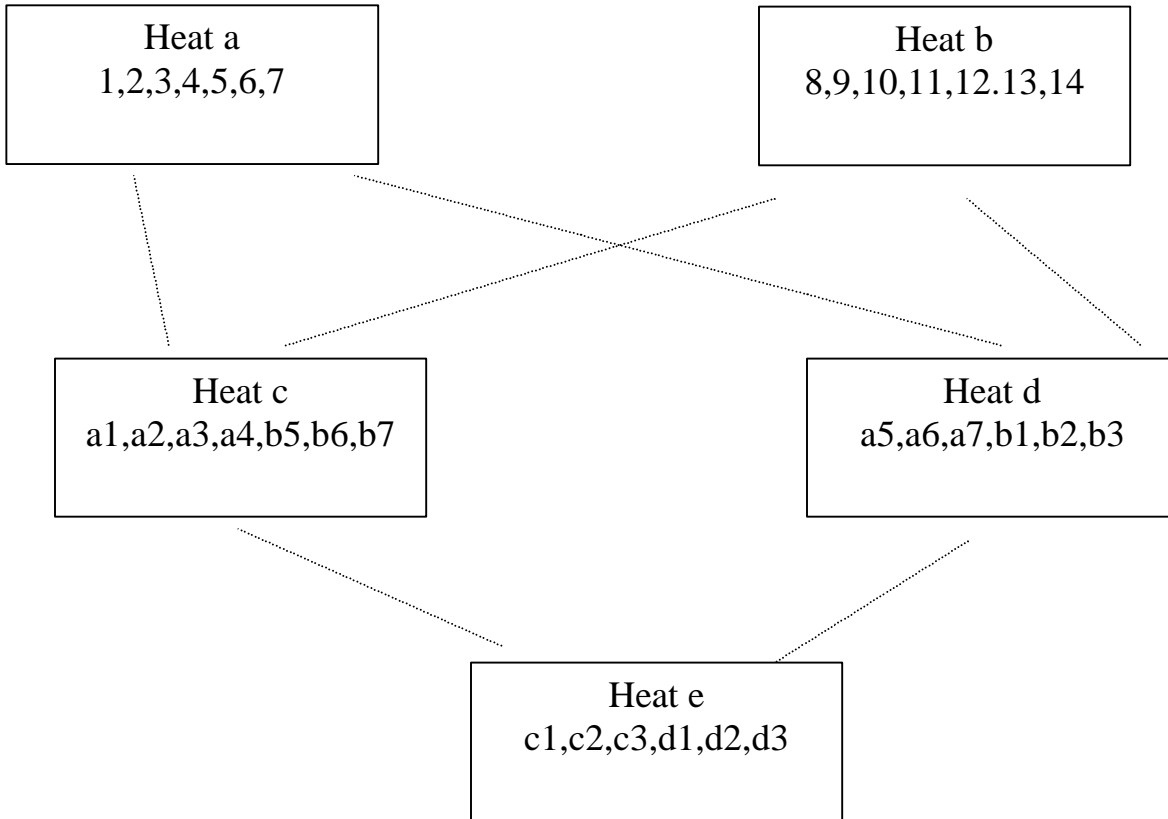 Heat a
1,2,3,4,5,6,7
Heat b
8,9,10,11,12.13,14
Heat c
a1,a2,a3,a4,b5,b6,b7
Heat d
a5,a6,a7,b1,b2,b3
Heat e
c1,c2,c3,d1,d2,d3